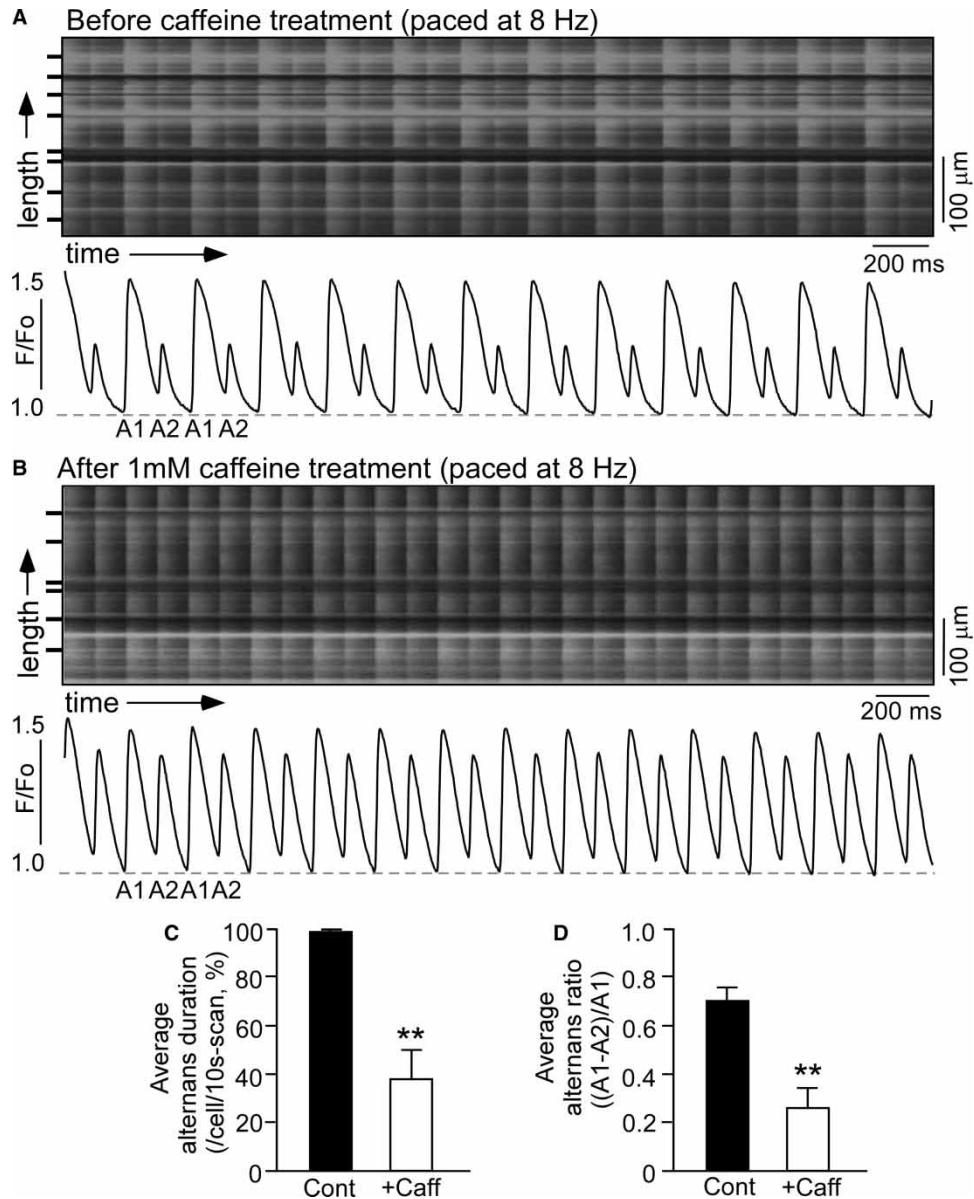 A Before caffeine treatment (paced at 8 Hz)
length
100 µm
time
200 ms
1.5
F/Fo
1.0
A1 A2 A1 A2
B After 1mM caffeine treatment (paced at 8 Hz)
length
100 µm
time
200 ms
1.5
F/Fo
1.0
A1 A2 A1 A2
C
Average
alternans duration
(/cell/10s-scan, %)
100
80
60
40
20
0
**
Cont +Caff
D
Average
alternans ratio
((A1-A2)/A1)
1.0
0.8
0.6
0.4
0.2
0
**
Cont +Caff